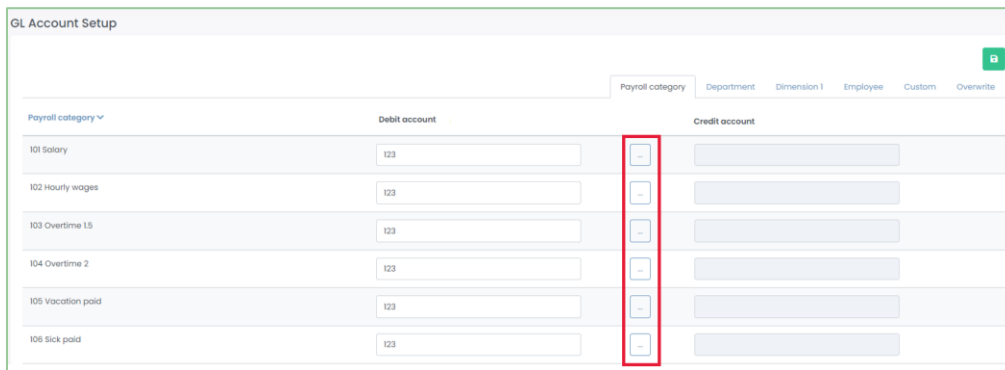 GL Account Setup
Payroll category Department Dimension 1 Employee Custom Overwrite
Payroll category Debit account Credit account
101 Salary 123 ...
102 Hourly wages 123 ...
103 Overtime 1.5 123 ...
104 Overtime 2 123 ...
105 Vacation paid 123 ...
106 Sick paid 123 ...